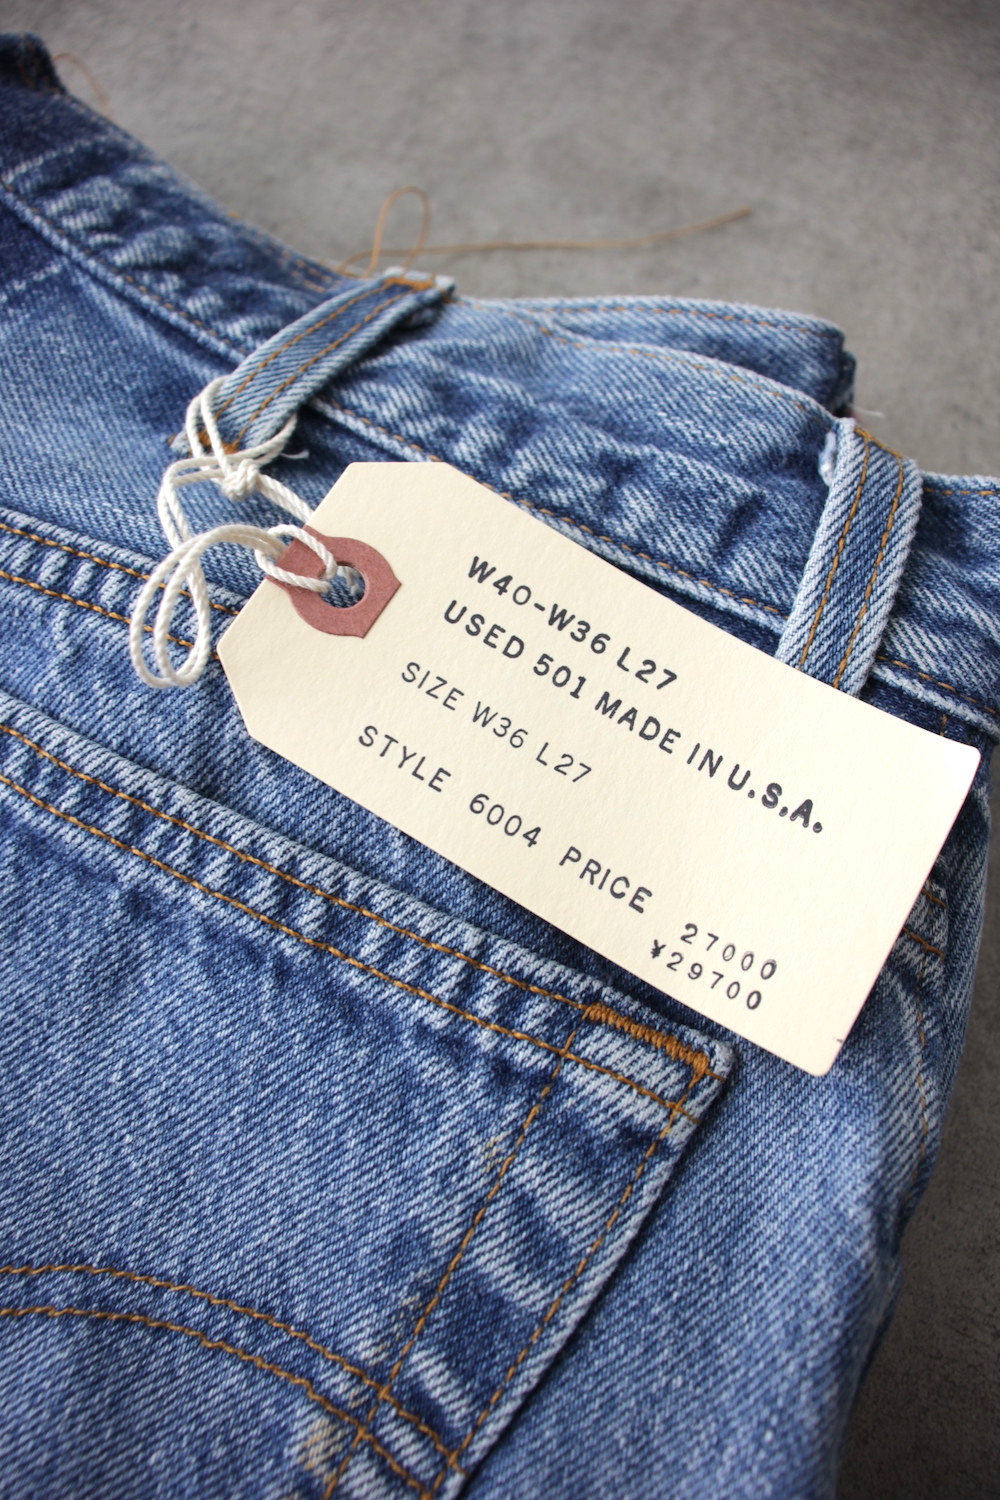 W40-W36 L27
USED 501 MADE IN U.S.A.
SIZE W36 L27
STYLE 6004 PRICE 27000
¥29700